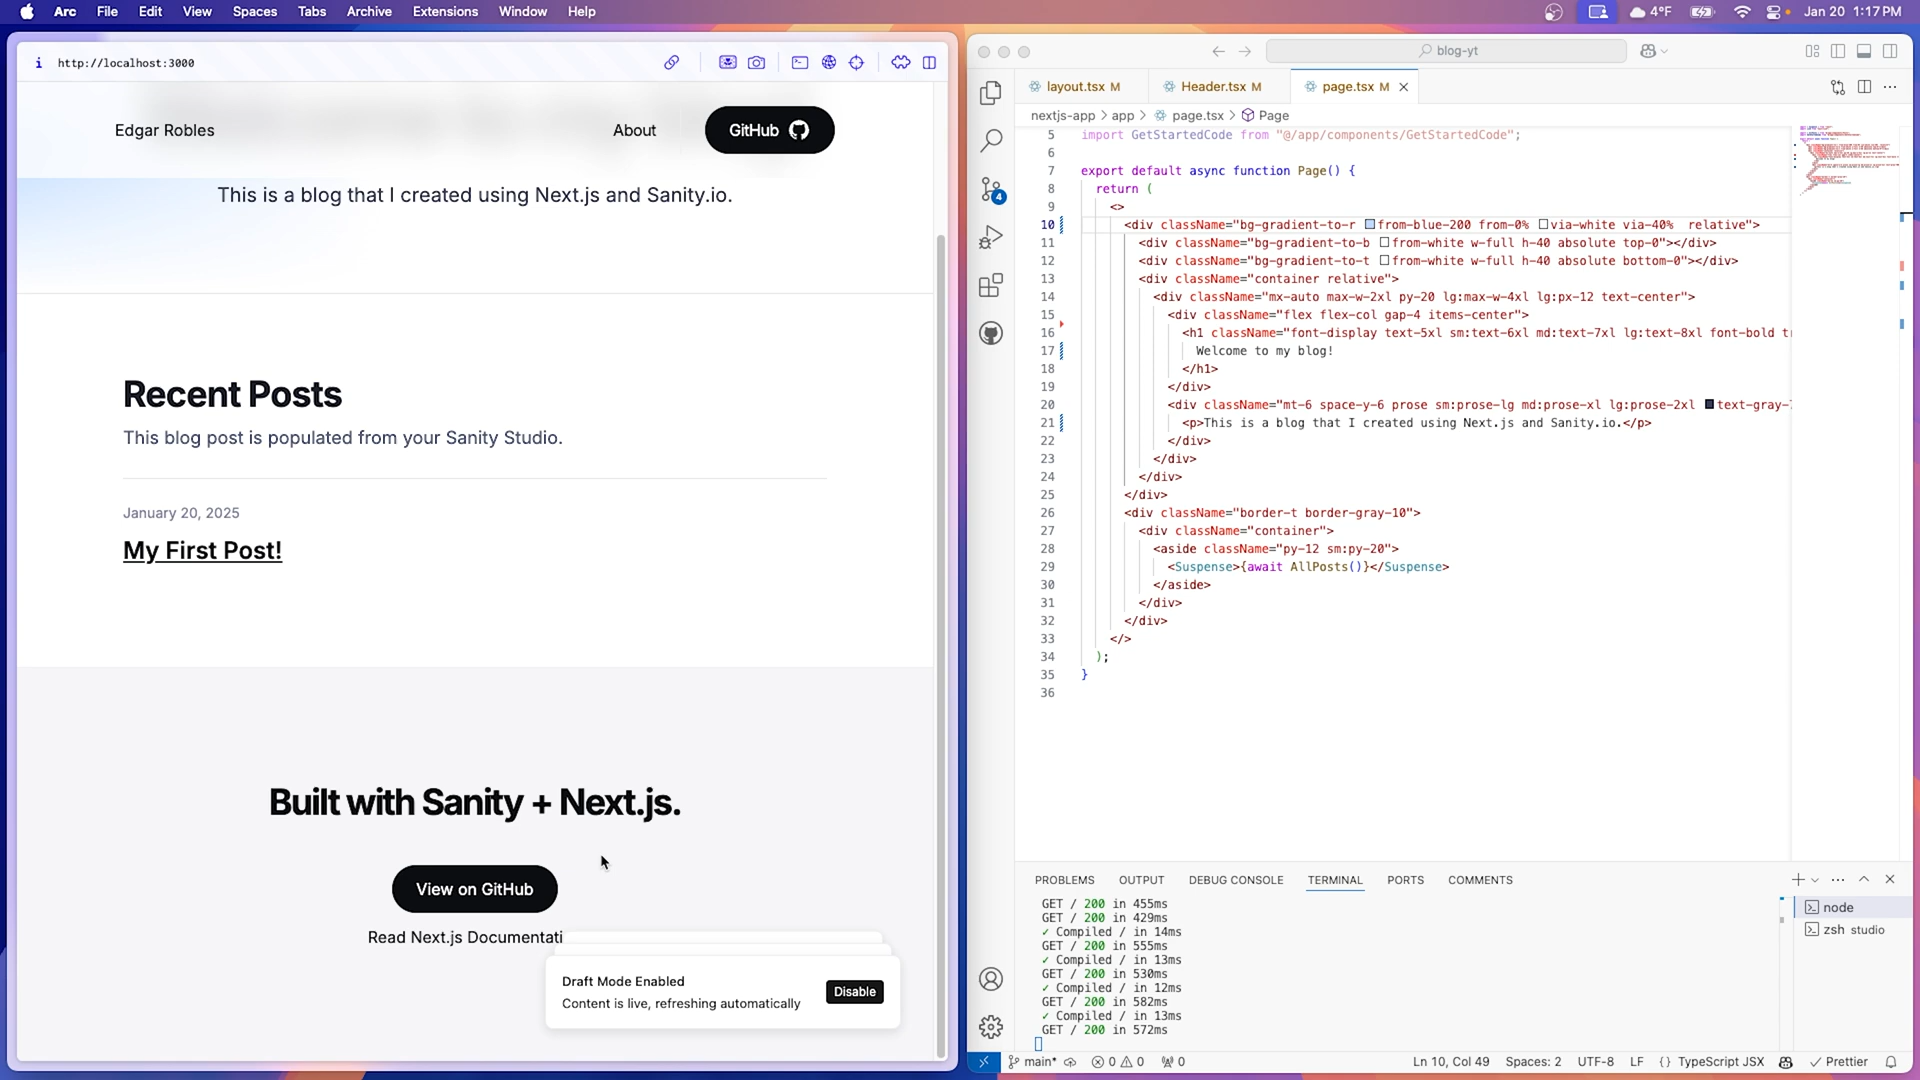 Arc File Edit View Spaces Tabs Archive Extensions Window Help
4°F
Jan 20 1:17 PM
http://localhost:3000
Edgar Robles
About
GitHub
This is a blog that I created using Next.js and Sanity.io.
Recent Posts
This blog post is populated from your Sanity Studio.
January 20, 2025
My First Post!
Built with Sanity + Next.js.
View on GitHub
Read Next.js
Draft Mode Enabled
Content is live, refreshing automatically
Disable
blog-yt
layout.tsx M
Header.tsx M
page.tsx M
nextjs-app > app > page.tsx > Page
5 import GetStartedCode from "@/app/components/GetStartedCode";
6
7 export default async function Page() {
8 return (
9 <>
10 <div className="bg-gradient-to-r from-blue-200 from-0% via-white via-40%  relative">
11 <div className="bg-gradient-to-b from-white w-full h-40 absolute top-0"></div>
12 <div className="bg-gradient-to-t from-white w-full h-40 absolute bottom-0"></div>
13 <div className="container relative">
14 <div className="mx-auto max-w-2xl py-20 lg:max-w-4xl lg:px-12 text-center">
15 <div className="flex flex-col gap-4 items-center">
16 <h1 className="font-display text-5xl sm:text-6xl md:text-7xl lg:text-8xl font-bold
17 Welcome to my blog!
18 </h1>
19 </div>
20 <div className="mt-6 space-y-6 prose sm:prose-lg md:prose-xl lg:prose-2xl text-gray-
21 <p>This is a blog that I created using Next.js and Sanity.io.</p>
22 </div>
23 </div>
24 </div>
25 </div>
26 <div className="border-t border-gray-10">
27 <div className="container">
28 <aside className="py-12 sm:py-20">
29 <Suspense>{await AllPosts()}</Suspense>
30 </aside>
31 </div>
32 </div>
33 </>
34 );
35 }
36
4
PROBLEMS OUTPUT DEBUG CONSOLE TERMINAL PORTS COMMENTS
GET / 200 in 455ms
GET / 200 in 429ms
✓ Compiled / in 14ms
GET / 200 in 555ms
✓ Compiled / in 13ms
GET / 200 in 530ms
✓ Compiled / in 12ms
GET / 200 in 582ms
✓ Compiled / in 13ms
GET / 200 in 572ms
node
zsh studio
main* 0 0 0
Ln 10, Col 49 Spaces: 2 UTF-8 LF {} TypeScript JSX ✓ Prettier